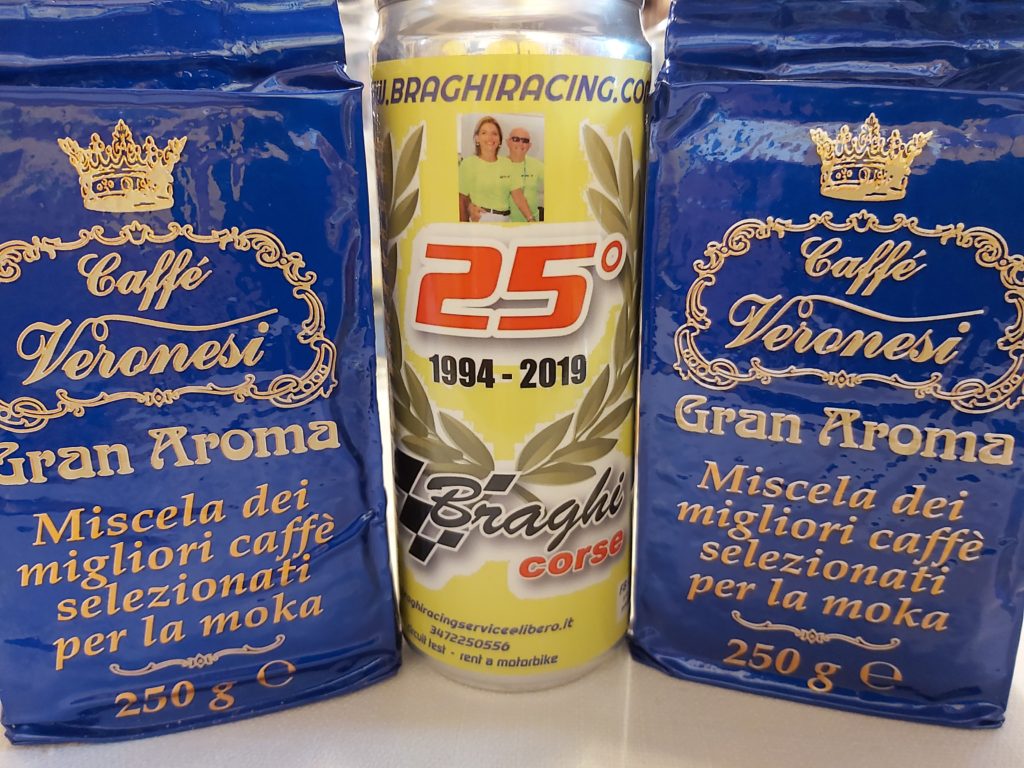 Caffé
Veronesi
Gran Aroma
Miscela dei
migliori caffè
selezionati
per la moka
250 g e
.BRAGHIRACING.CO
25°
1994 - 2019
Braghi
corse
raghiracingservice@libero.it
3472250556
circuit test - rent a motorbike
Caffé
Veronesi
Gran Aroma
Miscela dei
migliori caffè
selezionati
per la moka
250 g e